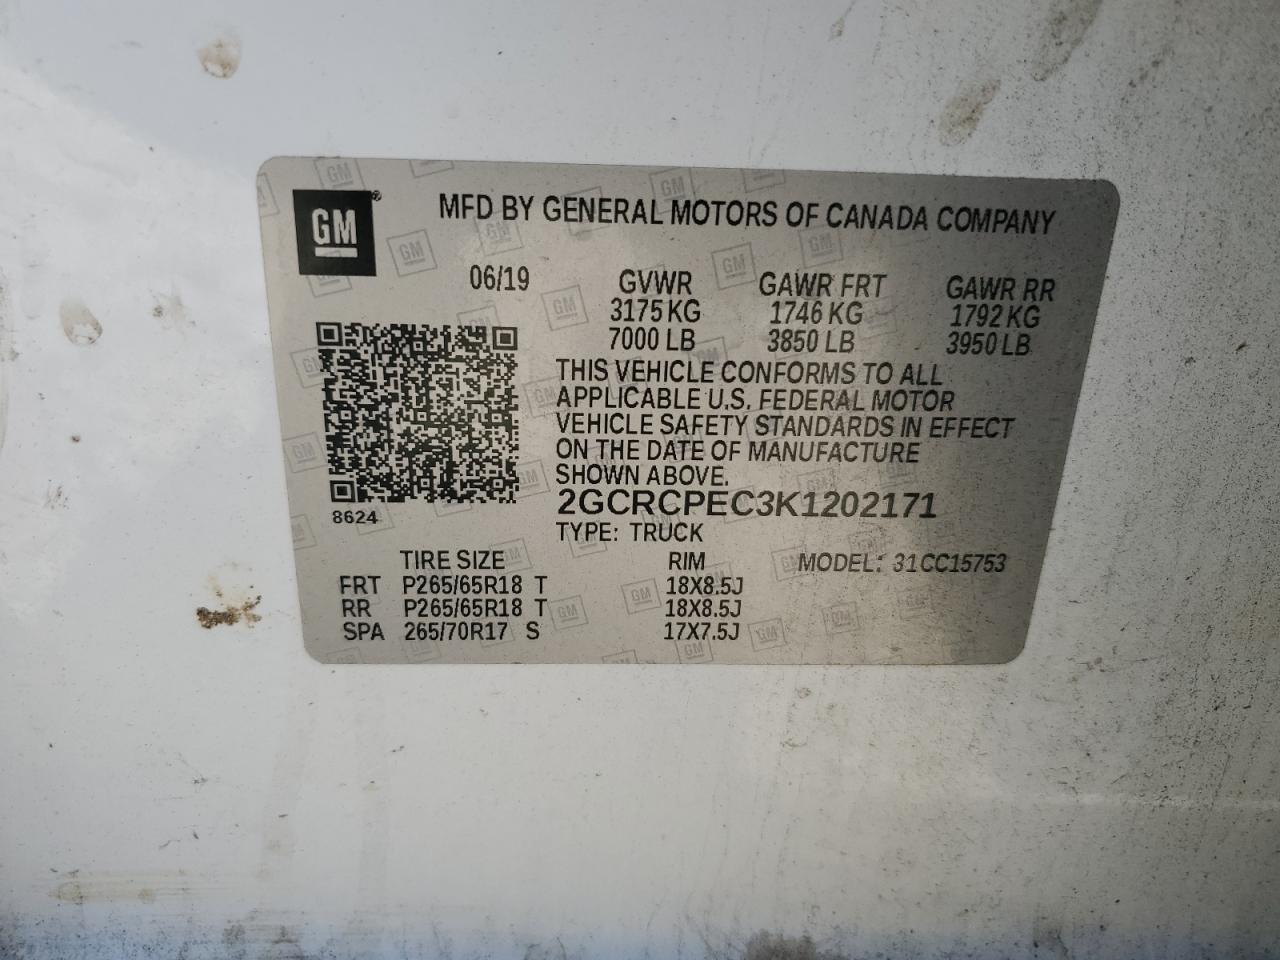 GM®
MFD BY GENERAL MOTORS OF CANADA COMPANY
06/19 GVWR GAWR FRT GAWR RR
3175 KG 1746 KG 1792 KG
7000 LB 3850 LB 3950 LB
THIS VEHICLE CONFORMS TO ALL
APPLICABLE U.S. FEDERAL MOTOR
VEHICLE SAFETY STANDARDS IN EFFECT
ON THE DATE OF MANUFACTURE
SHOWN ABOVE.
2GCRCPEC3K1202171
8624
TYPE: TRUCK
TIRE SIZE RIM MODEL: 31CC15753
FRT P265/65R18 T 18X8.5J
RR P265/65R18 T 18X8.5J
SPA 265/70R17 S 17X7.5J